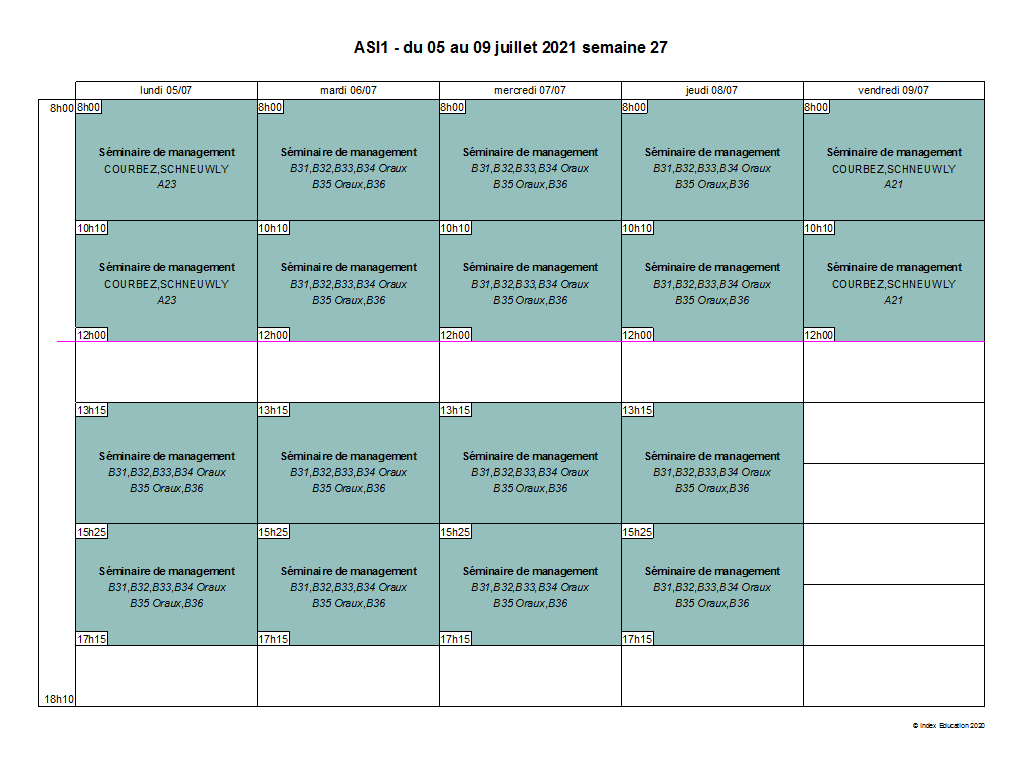 ASI1 - du 05 au 09 juillet 2021 semaine 27
lundi 05/07
mardi 06/07
mercredi 07/07
jeudi 08/07
vendredi 09/07
8h00
8h00
Séminaire de management
COURBEZ,SCHNEUWLY
A23
8h00
Séminaire de management
B31,B32,B33,B34 Oraux
B35 Oraux,B36
8h00
Séminaire de management
B31,B32,B33,B34 Oraux
B35 Oraux,B36
8h00
Séminaire de management
B31,B32,B33,B34 Oraux
B35 Oraux,B36
8h00
Séminaire de management
COURBEZ,SCHNEUWLY
A21
10h10
Séminaire de management
COURBEZ,SCHNEUWLY
A23
12h00
10h10
Séminaire de management
B31,B32,B33,B34 Oraux
B35 Oraux,B36
12h00
10h10
Séminaire de management
B31,B32,B33,B34 Oraux
B35 Oraux,B36
12h00
10h10
Séminaire de management
B31,B32,B33,B34 Oraux
B35 Oraux,B36
12h00
10h10
Séminaire de management
COURBEZ,SCHNEUWLY
A21
12h00
13h15
Séminaire de management
B31,B32,B33,B34 Oraux
B35 Oraux,B36
13h15
Séminaire de management
B31,B32,B33,B34 Oraux
B35 Oraux,B36
13h15
Séminaire de management
B31,B32,B33,B34 Oraux
B35 Oraux,B36
13h15
Séminaire de management
B31,B32,B33,B34 Oraux
B35 Oraux,B36
15h25
Séminaire de management
B31,B32,B33,B34 Oraux
B35 Oraux,B36
17h15
15h25
Séminaire de management
B31,B32,B33,B34 Oraux
B35 Oraux,B36
17h15
15h25
Séminaire de management
B31,B32,B33,B34 Oraux
B35 Oraux,B36
17h15
15h25
Séminaire de management
B31,B32,B33,B34 Oraux
B35 Oraux,B36
17h15
18h10
© Index Education 2020